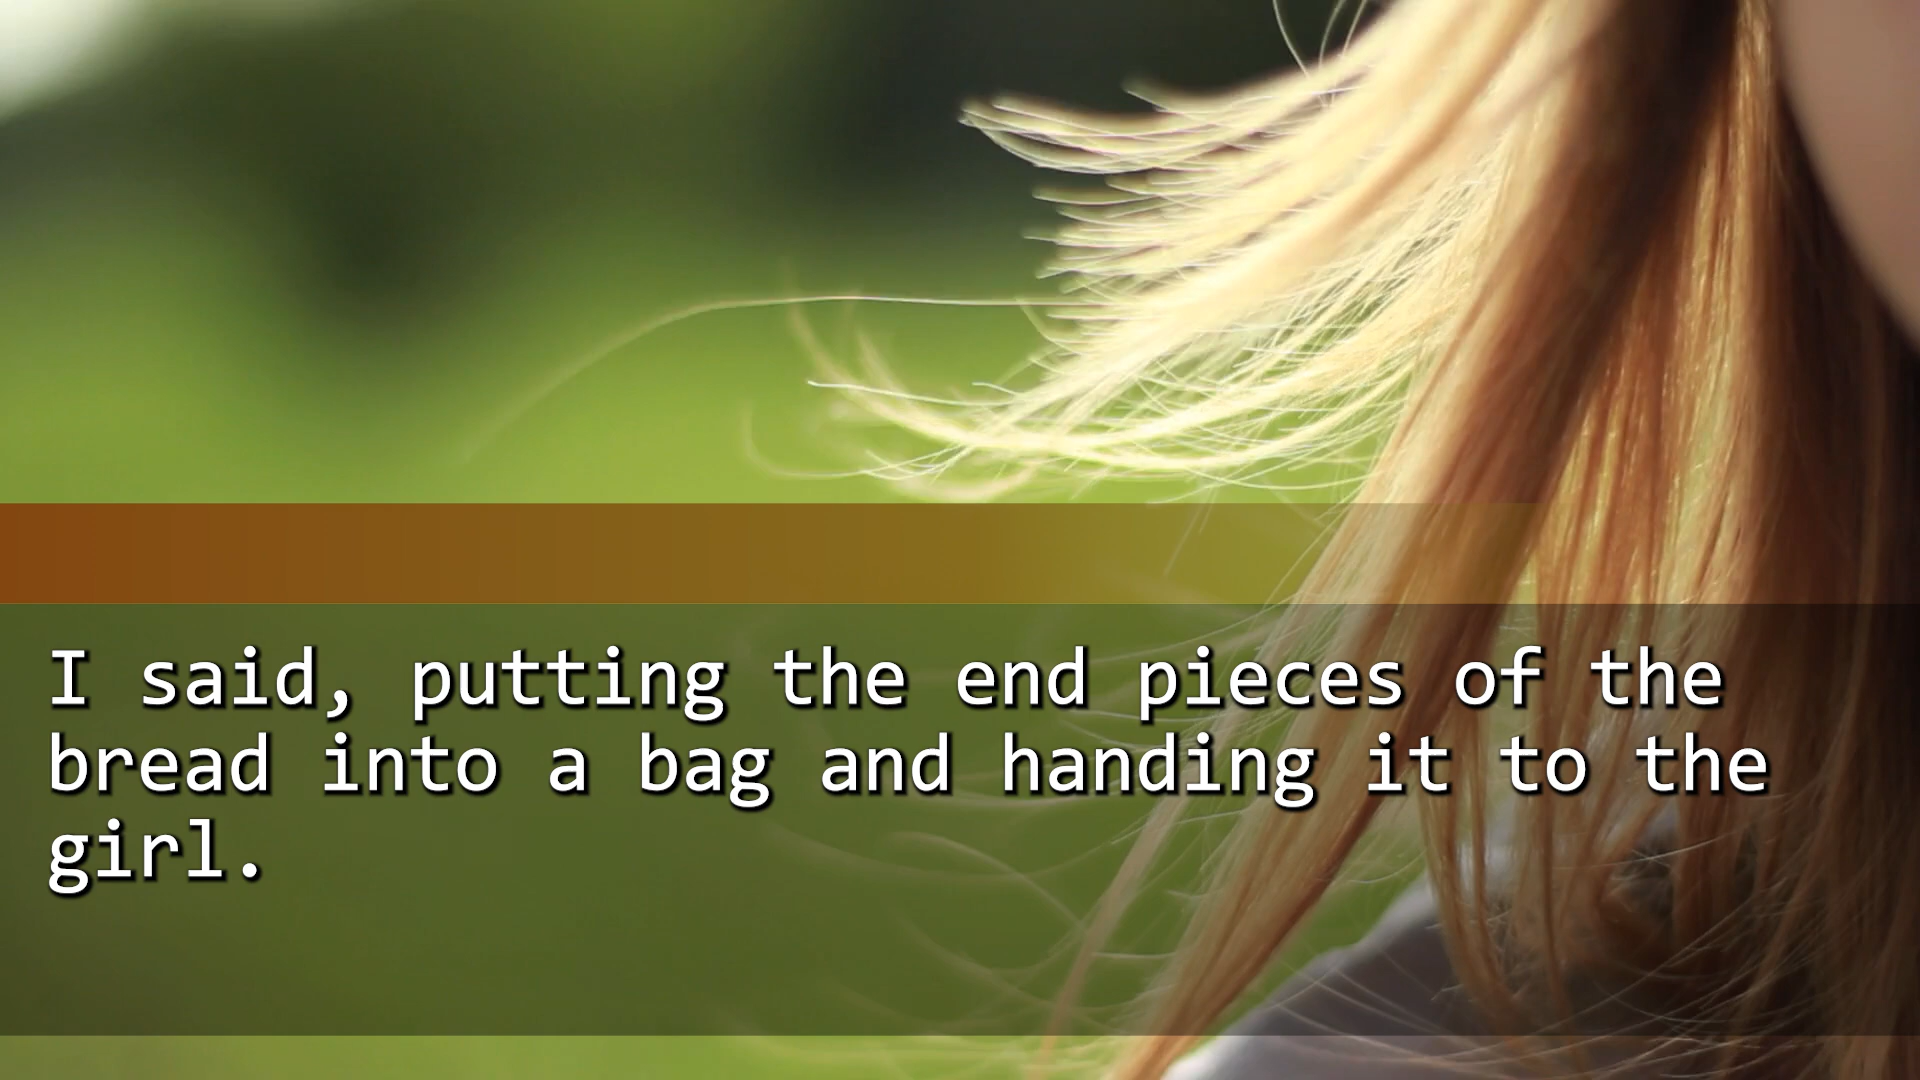 I said, putting the end pieces of the
bread into a bag and handing it to the
girl.